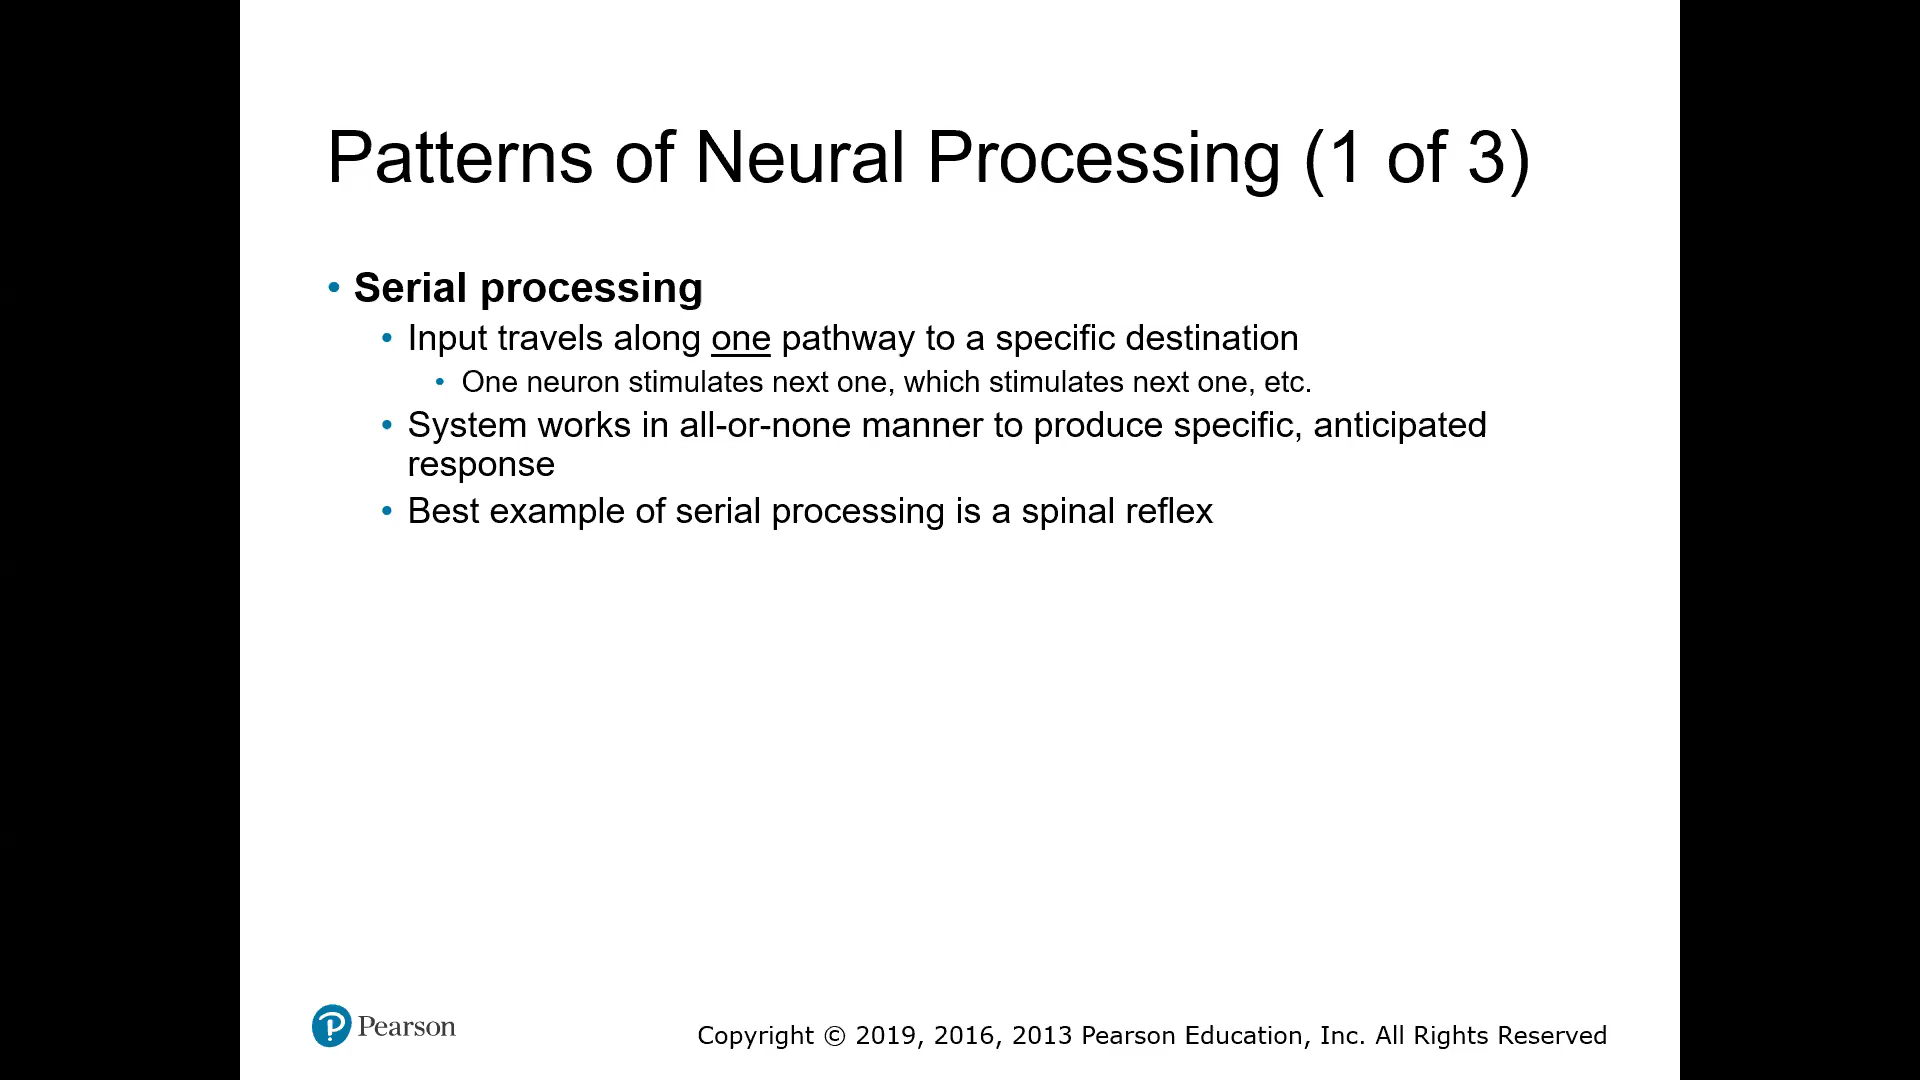 Patterns of Neural Processing (1 of 3)
• Serial processing
• Input travels along one pathway to a specific destination
• One neuron stimulates next one, which stimulates next one, etc.
• System works in all-or-none manner to produce specific, anticipated
response
• Best example of serial processing is a spinal reflex
Pearson
Copyright © 2019, 2016, 2013 Pearson Education, Inc. All Rights Reserved